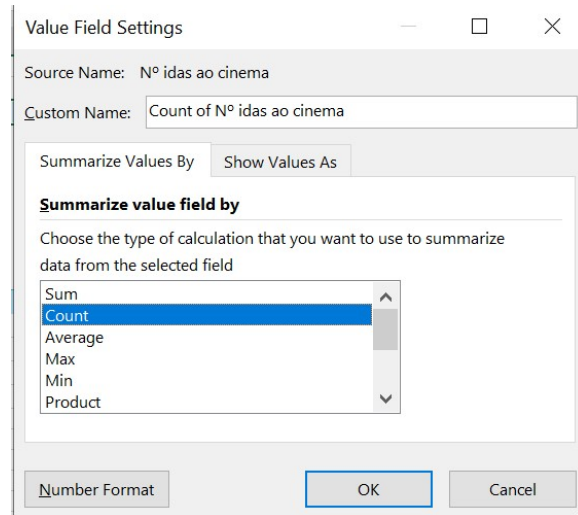 Value Field Settings
Source Name: Nº idas ao cinema
Custom Name: Count of Nº idas ao cinema
Summarize Values By Show Values As
Summarize value field by
Choose the type of calculation that you want to use to summarize
data from the selected field
Sum
Count
Average
Max
Min
Product
Number Format OK Cancel